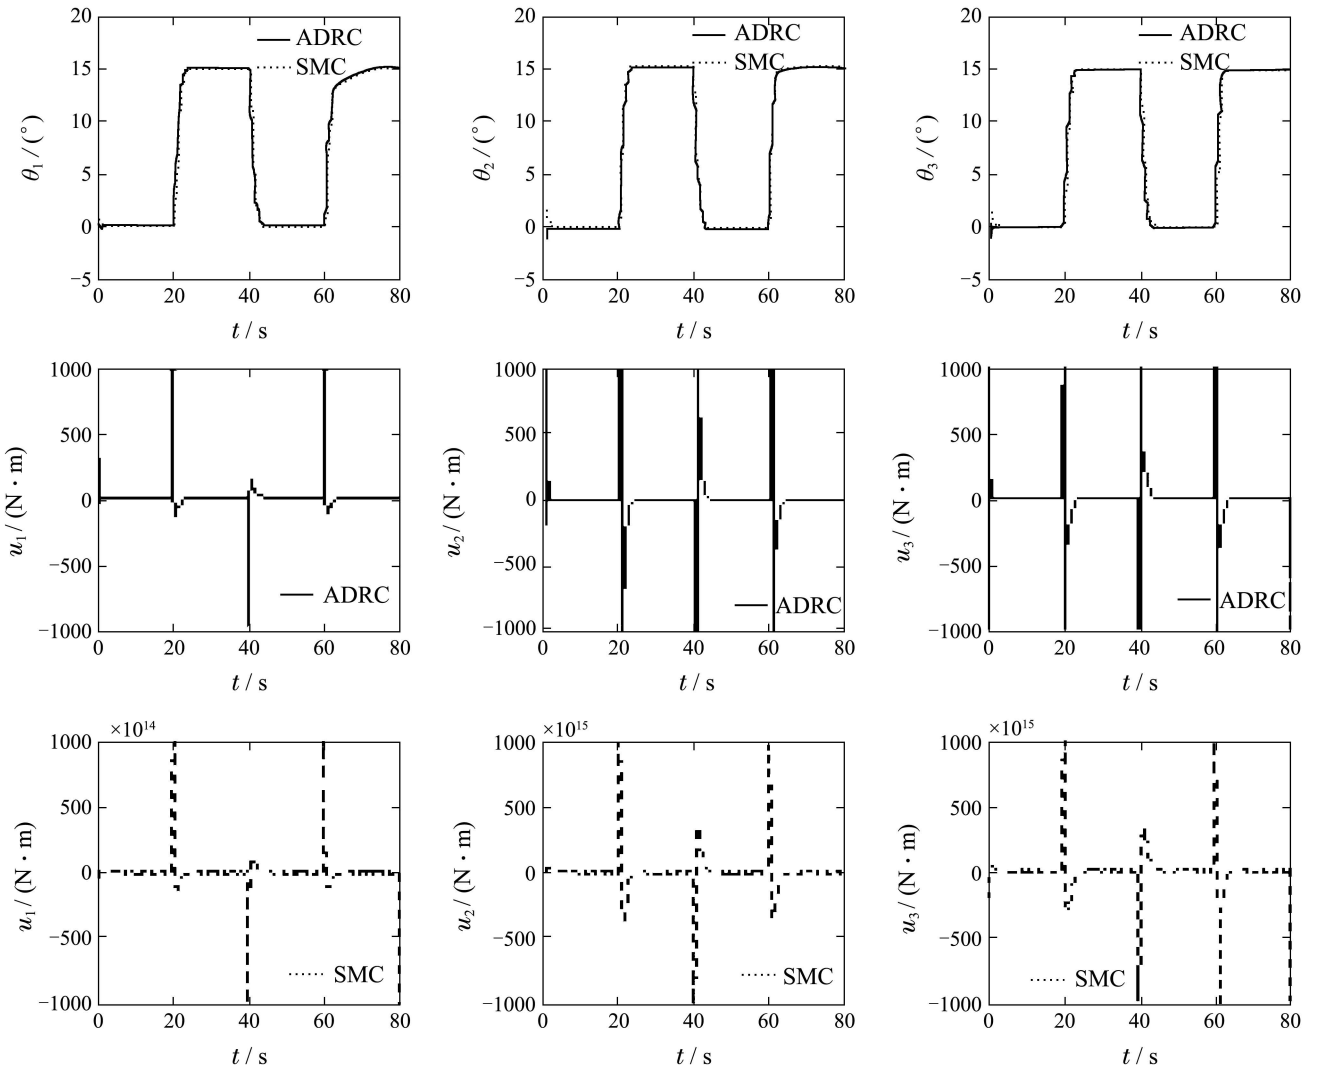 20
15
10
5
0
−5
θ1 / (°)
ADRC
SMC
0 20 40 60 80
t / s
20
15
10
5
0
−5
θ2 / (°)
ADRC
SMC
0 20 40 60 80
t / s
20
15
10
5
0
−5
θ3 / (°)
ADRC
SMC
0 20 40 60 80
t / s
1000
500
0
−500
−1000
u1 / (N · m)
ADRC
0 20 40 60 80
t / s
1000
500
0
−500
−1000
u2 / (N · m)
ADRC
0 20 40 60 80
t / s
1000
500
0
−500
−1000
u3 / (N · m)
ADRC
0 20 40 60 80
t / s
×10^14
1000
500
0
−500
−1000
u1 / (N · m)
SMC
0 20 40 60 80
t / s
×10^15
1000
500
0
−500
−1000
u2 / (N · m)
SMC
0 20 40 60 80
t / s
×10^15
1000
500
0
−500
−1000
u3 / (N · m)
SMC
0 20 40 60 80
t / s